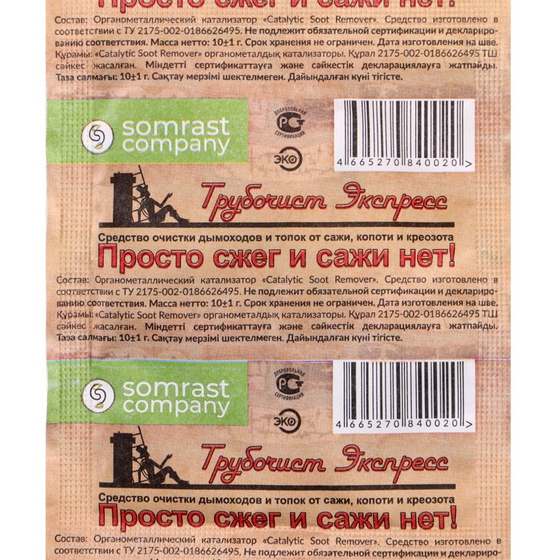 Просто сжег и сажи нет!
Состав: Органометаллический катализатор «Catalytic Soot Remover». Средство изготовлено в
соответствии с ТУ 2175-002-0186626495. Не подлежит обязательной сертификации и деклариро-
ванию соответствия. Масса нетто: 10±1 г. Срок хранения не ограничен. Дата изготовления на шве.
Құрамы: «Catalytic Soot Remover» органометалдық катализаторы. Құрал 2175-002-0186626495 ТШ
сәйкес жасалған. Міндетті сертификаттауға және сәйкестік декларациялауға жатпайды.
Таза салмағы: 10±1 г. Сақтау мерзімі шектелмеген. Дайындалған күні тігісте.
somrast
company
ДОБРОВОЛЬНАЯ
СЕРТИФИКАЦИЯ
ЭКО
4 665270 840020 >
Трубочист Экспресс
Средство очистки дымоходов и топок от сажи, копоти и креозота
Просто сжег и сажи нет!
Состав: Органометаллический катализатор «Catalytic Soot Remover». Средство изготовлено в
соответствии с ТУ 2175-002-0186626495. Не подлежит обязательной сертификации и деклариро-
ванию соответствия. Масса нетто: 10±1 г. Срок хранения не ограничен. Дата изготовления на шве.
Құрамы: «Catalytic Soot Remover» органометалдық катализаторы. Құрал 2175-002-0186626495 ТШ
сәйкес жасалған. Міндетті сертификаттауға және сәйкестік декларациялауға жатпайды.
Таза салмағы: 10±1 г. Сақтау мерзімі шектелмеген. Дайындалған күні тігісте.
somrast
company
ДОБРОВОЛЬНАЯ
СЕРТИФИКАЦИЯ
ЭКО
4 665270 840020 >
Трубочист Экспресс
Средство очистки дымоходов и топок от сажи, копоти и креозота
Просто сжег и сажи нет!
Состав: Органометаллический катализатор «Catalytic Soot Remover». Средство изготовлено в
соответствии с ТУ 2175-002-0186626495. Не подлежит обязательной сертификации и деклариро-